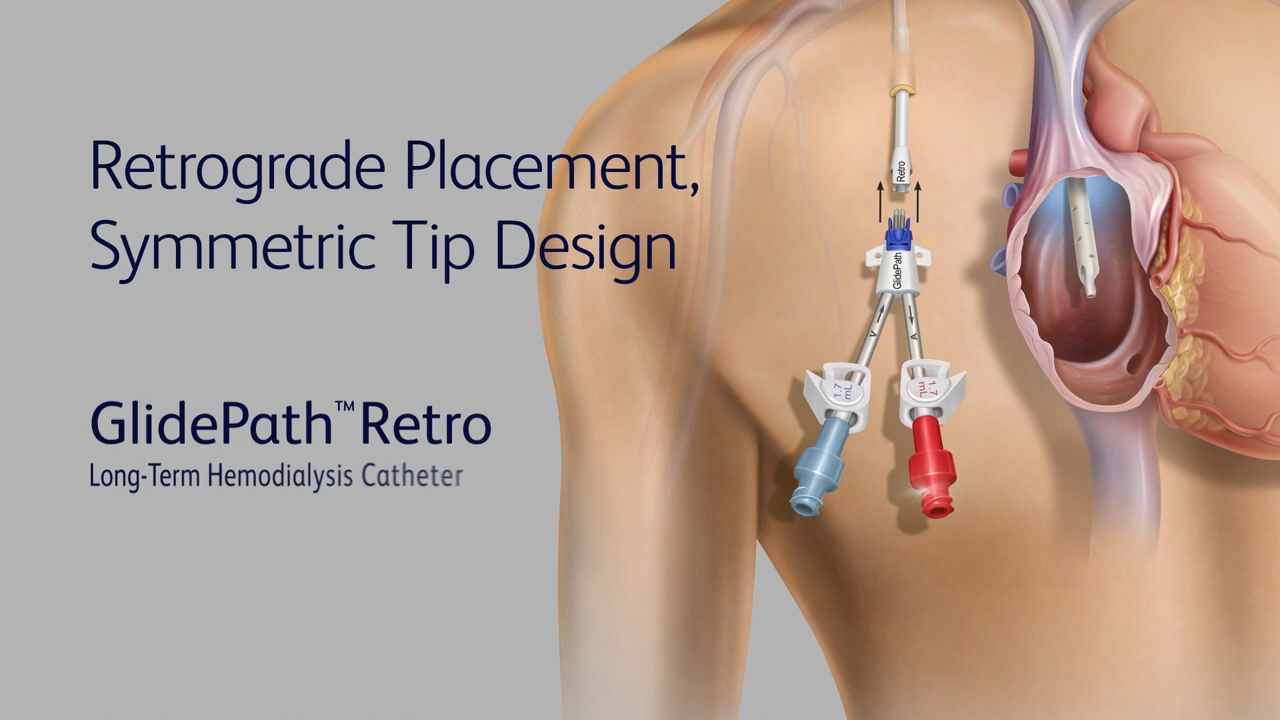 Retrograde Placement,
Symmetric Tip Design
GlidePath™ Retro
Long-Term Hemodialysis Catheter
Retro
GlidePath
V
A
1.7
mL
1.7
mL